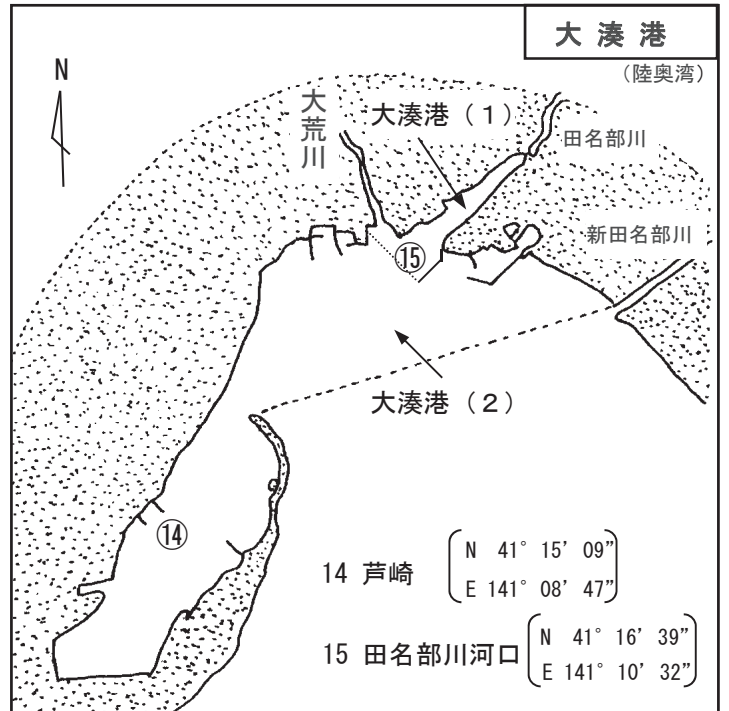 大湊港
(陸奥湾)
N
大荒川
大湊港（1）
田名部川
新田名部川
⑮
大湊港（2）
⑭
14 芦崎
N 41° 15’ 09”
E 141° 08’ 47”
15 田名部川河口
N 41° 16’ 39”
E 141° 10’ 32”